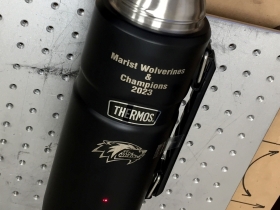 Marist Wolverines
&
Champions
2023
THERMOS.